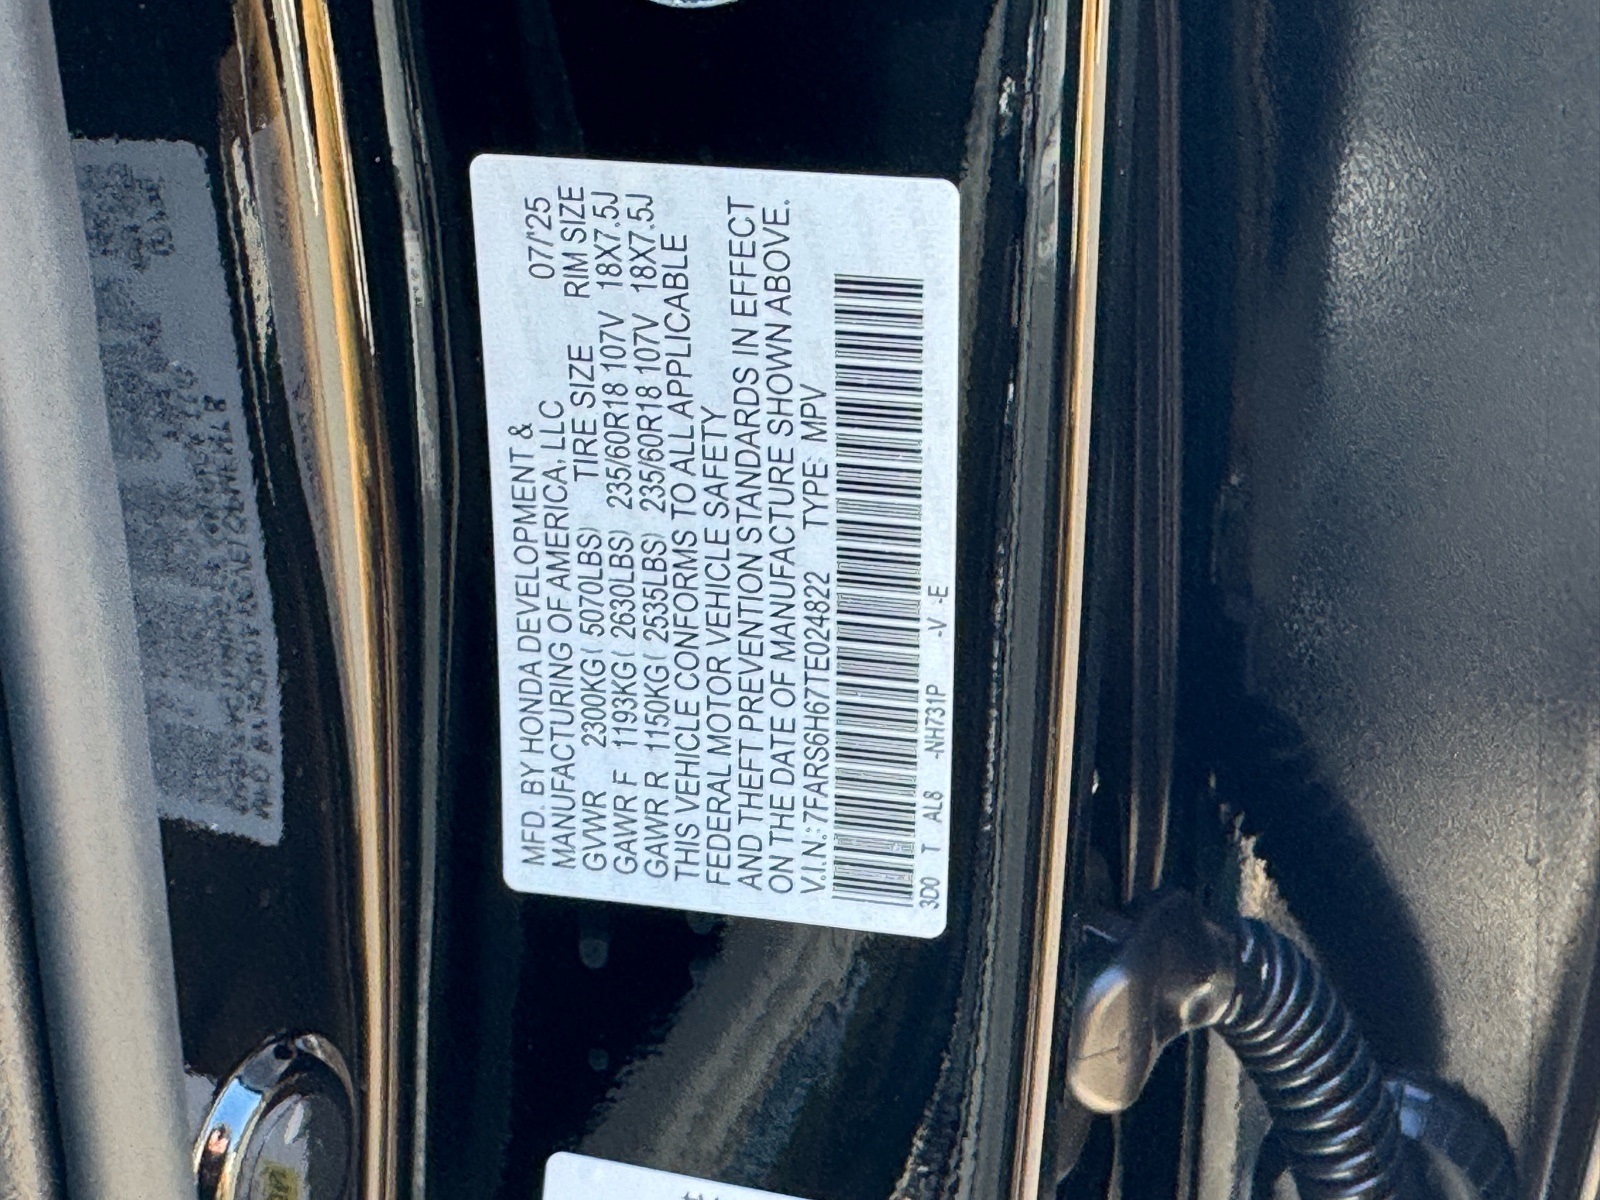 MFD. BY HONDA DEVELOPMENT &
MANUFACTURING OF AMERICA, LLC 07/25
GVWR 2300KG( 5070LBS) TIRE SIZE RIM SIZE
GAWR F 1193KG( 2630LBS) 235/60R18 107V 18X7.5J
GAWR R 1150KG( 2535LBS) 235/60R18 107V 18X7.5J
THIS VEHICLE CONFORMS TO ALL APPLICABLE
FEDERAL MOTOR VEHICLE SAFETY
AND THEFT PREVENTION STANDARDS IN EFFECT
ON THE DATE OF MANUFACTURE SHOWN ABOVE.
V.I.N.: 7FARS6H67TE024822 TYPE: MPV
3D0 T AL8 -NH731P -V -E